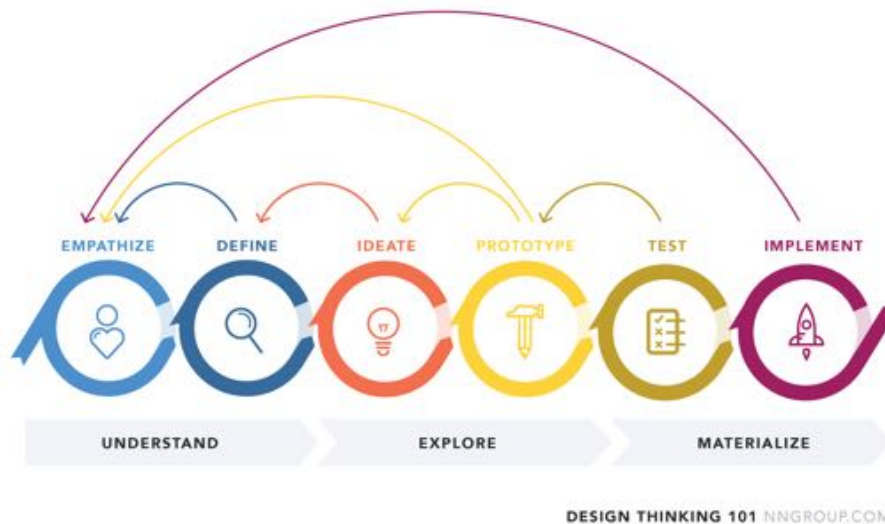 EMPATHIZE DEFINE IDEATE PROTOTYPE TEST IMPLEMENT
UNDERSTAND EXPLORE MATERIALIZE
DESIGN THINKING 101 NNGROUP.COM